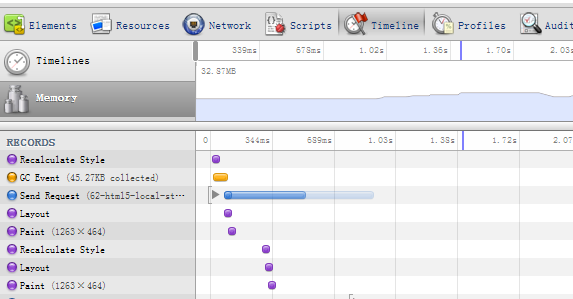 Elements Resources Network Scripts Timeline Profiles Audit
Timelines
339ms 678ms 1.02s 1.36s 1.70s 2.03s
32.87MB
Memory
RECORDS
0 344ms 689ms 1.03s 1.38s 1.72s 2.07
Recalculate Style
GC Event (45.27KB collected)
Send Request (62-html5-local-st···
Layout
Paint (1263 × 464)
Recalculate Style
Layout
Paint (1263 × 464)